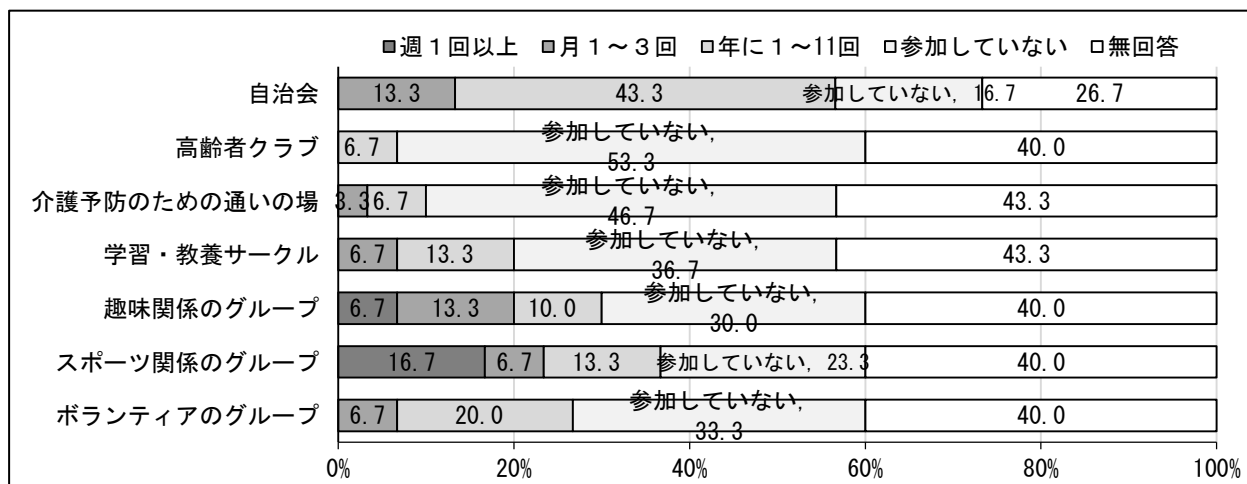 ■週１回以上 ■月１～３回 □年に１～11回 □参加していない □無回答
自治会 13.3 43.3 参加していない, 16.7 26.7
高齢者クラブ 6.7 参加していない, 53.3 40.0
介護予防のための通いの場 3.3 6.7 参加していない, 46.7 43.3
学習・教養サークル 6.7 13.3 参加していない, 36.7 43.3
趣味関係のグループ 6.7 13.3 10.0 参加していない, 30.0 40.0
スポーツ関係のグループ 16.7 6.7 13.3 参加していない, 23.3 40.0
ボランティアのグループ 6.7 20.0 参加していない, 33.3 40.0
0% 20% 40% 60% 80% 100%